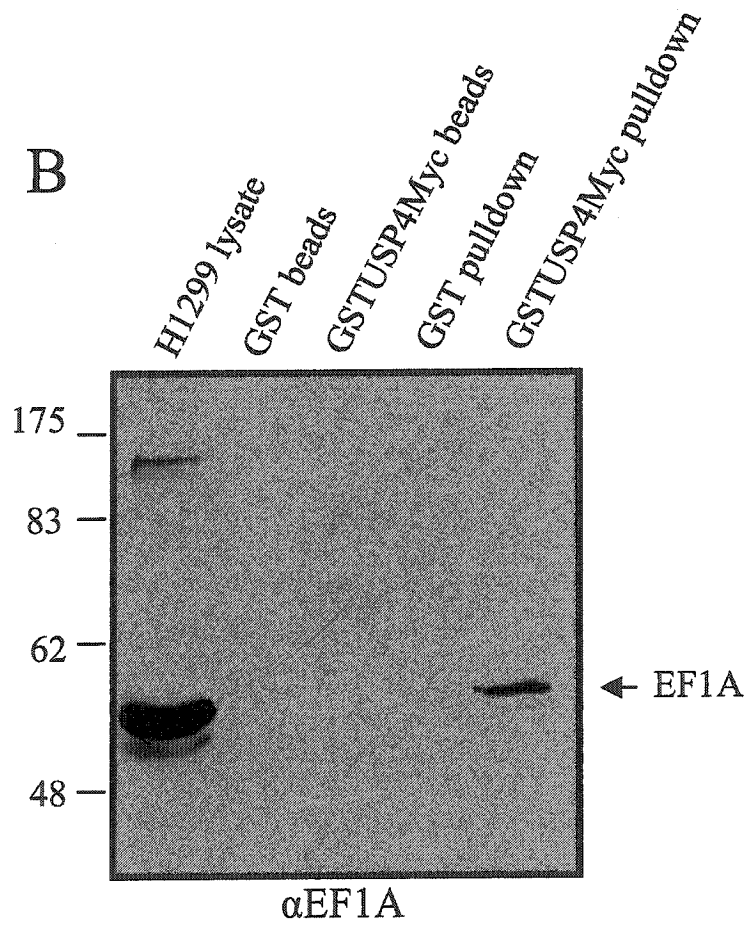 B
H1299 lysate
GST beads
GSTUSP4Myc beads
GST pulldown
GSTUSP4Myc pulldown
175
83
62
EF1A
48
αEF1A